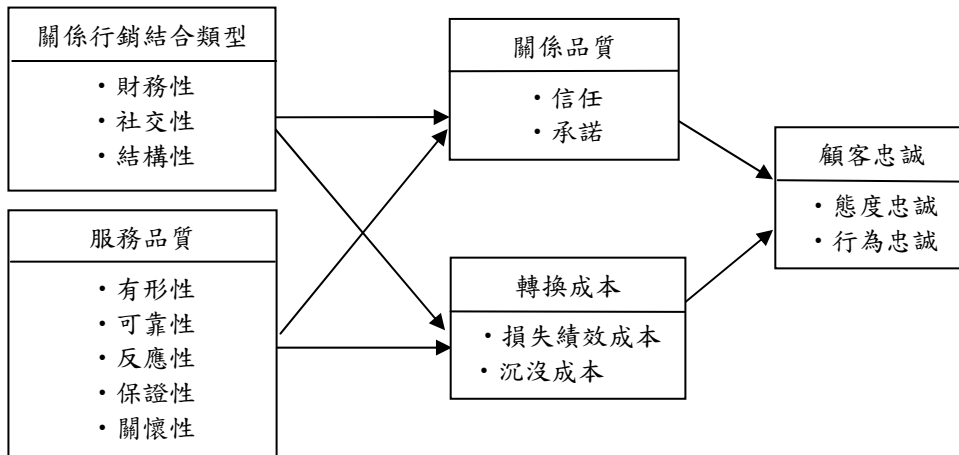 關係行銷結合類型
・財務性
・社交性
・結構性
服務品質
・有形性
・可靠性
・反應性
・保證性
・關懷性
關係品質
・信任
・承諾
轉換成本
・損失績效成本
・沉沒成本
顧客忠誠
・態度忠誠
・行為忠誠